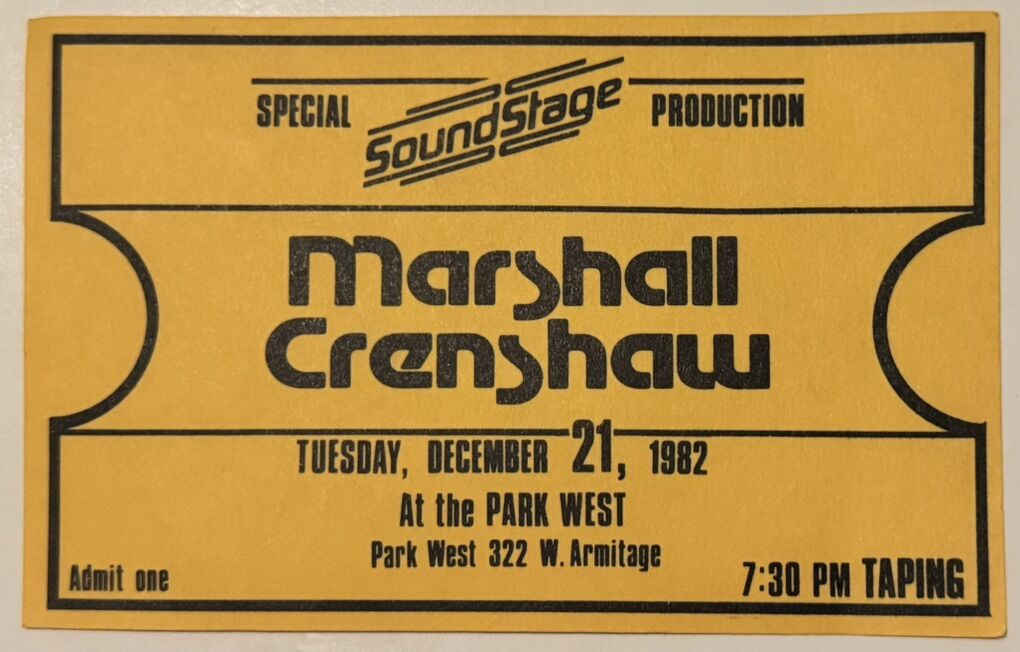 SPECIAL SoundStage PRODUCTION
Marshall
Crenshaw
TUESDAY, DECEMBER 21, 1982
At the PARK WEST
Park West 322 W. Armitage
Admit one
7:30 PM TAPING